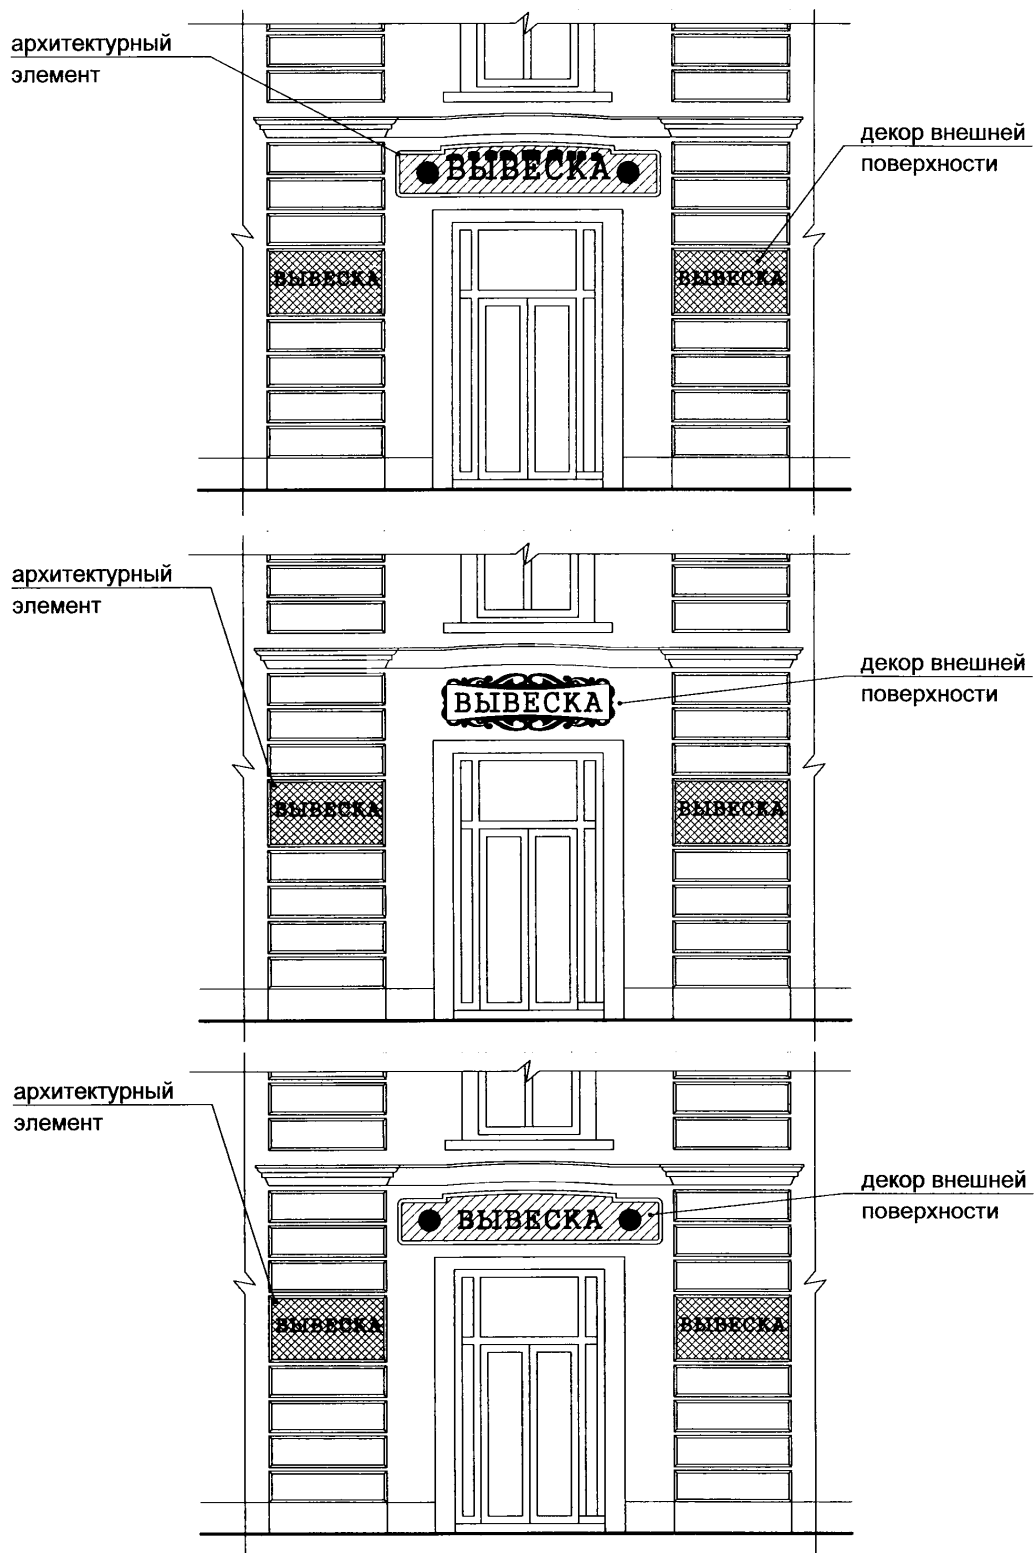 архитектурный
элемент
декор внешней
поверхности
ВЫВЕСКА
ВЫВЕСКА
ВЫВЕСКА
архитектурный
элемент
декор внешней
поверхности
ВЫВЕСКА
ВЫВЕСКА
ВЫВЕСКА
архитектурный
элемент
декор внешней
поверхности
ВЫВЕСКА
ВЫВЕСКА
ВЫВЕСКА